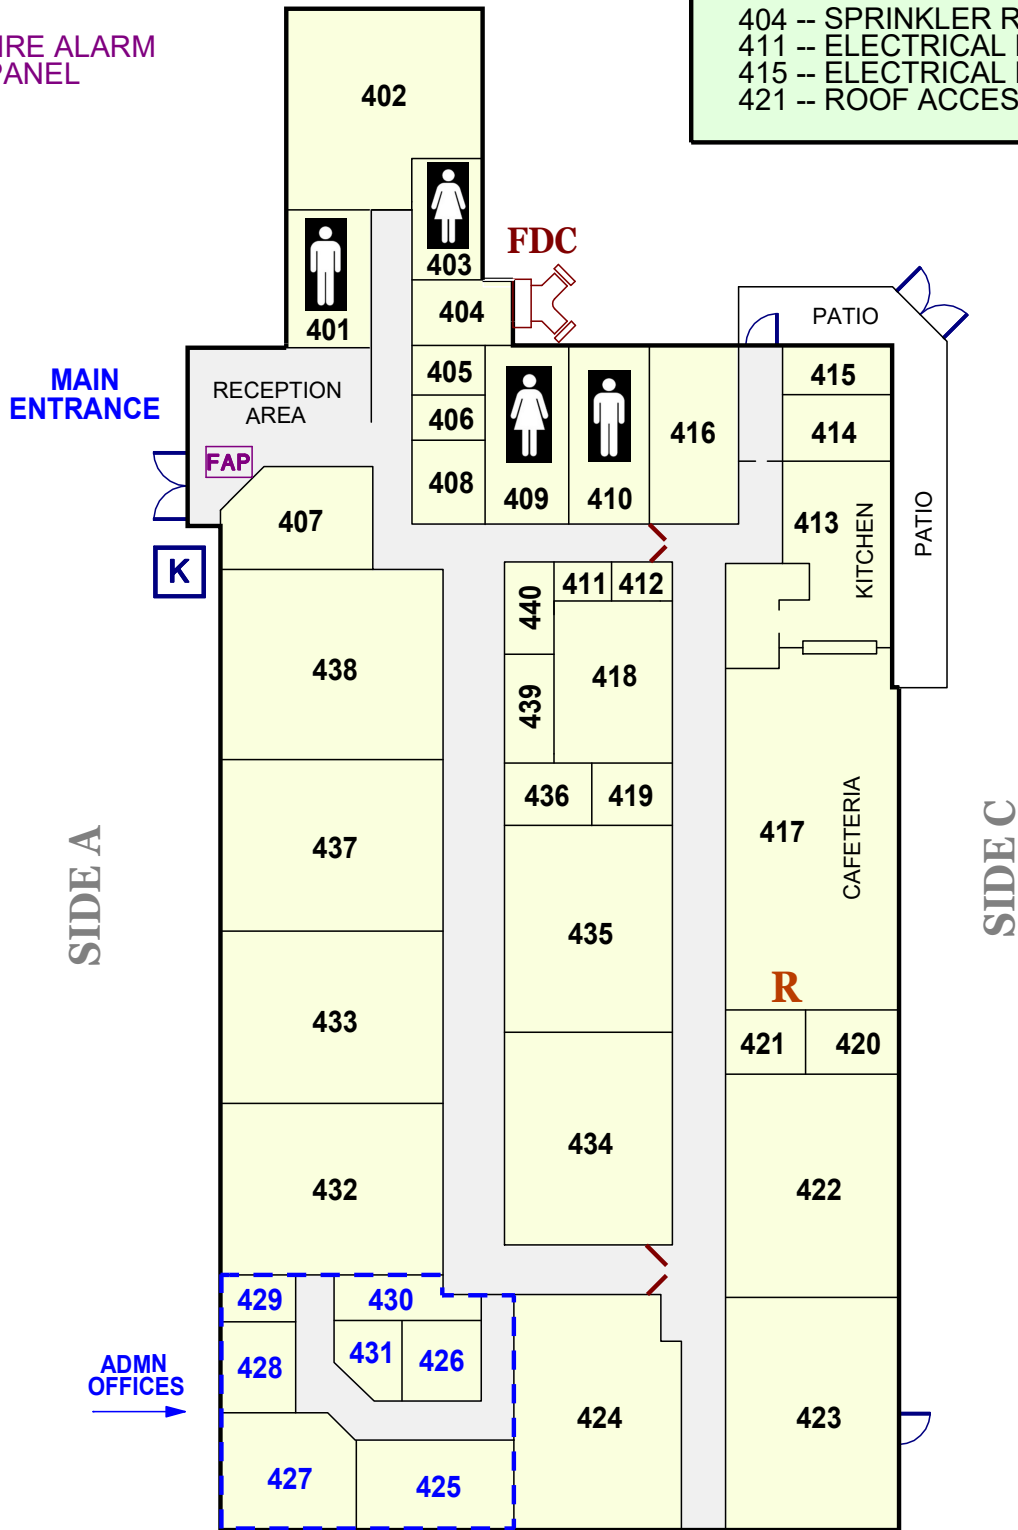 IRE ALARM
PANEL
404 -- SPRINKLER R
411 -- ELECTRICAL
415 -- ELECTRICAL
421 -- ROOF ACCES
402
403
FDC
401
404
PATIO
MAIN
ENTRANCE
RECEPTION
AREA
405
415
406
416
414
FAP
408
409
410
407
413
KITCHEN
PATIO
K
411
412
440
438
418
439
436
419
437
417
CAFETERIA
SIDE A
SIDE C
435
R
433
421
420
434
432
422
429
430
431
426
428
ADMN
OFFICES
424
423
427
425